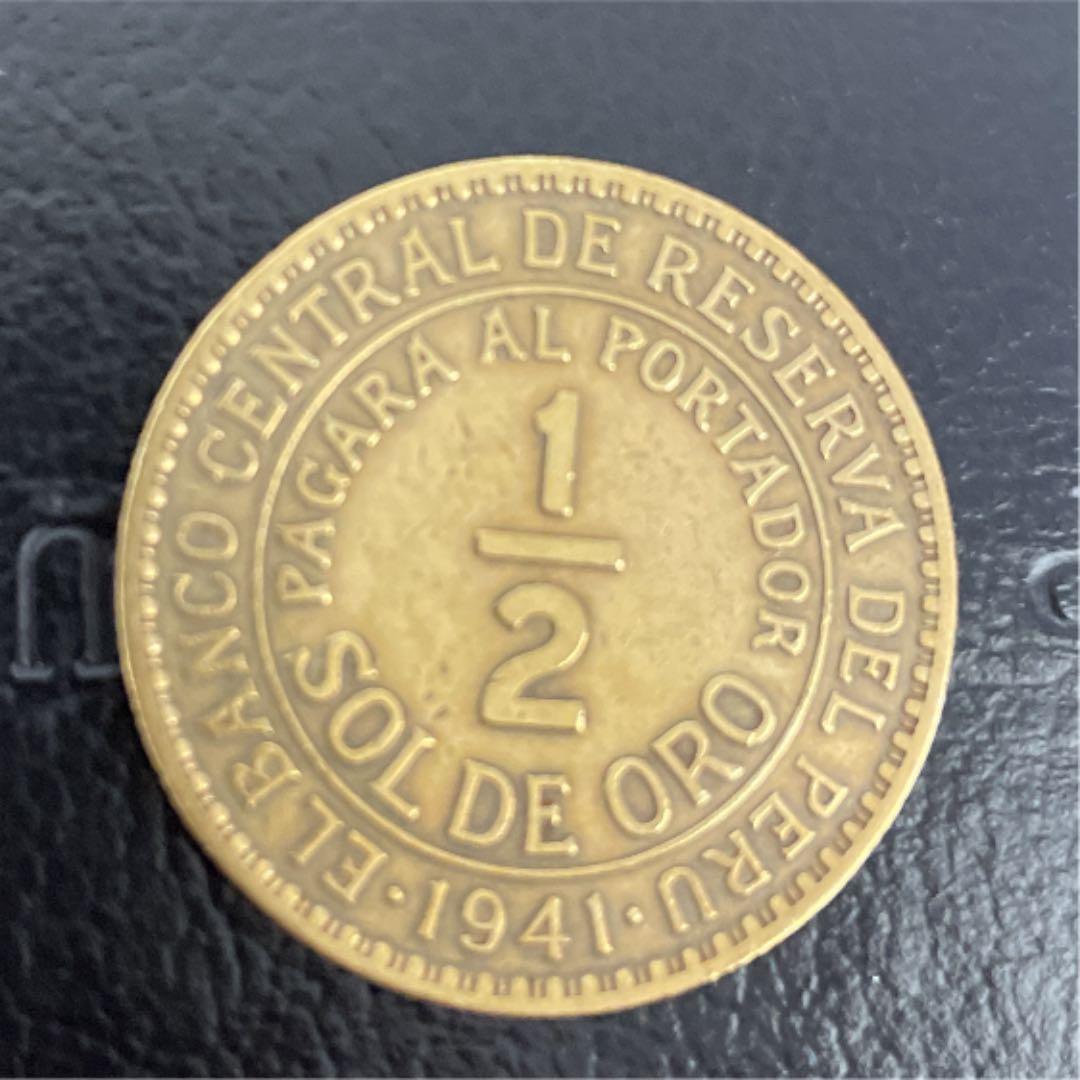 EL BANCO CENTRAL DE RESERVA DEL PERU
PAGARA AL PORTADOR
1
2
SOL DE ORO
· 1941 ·